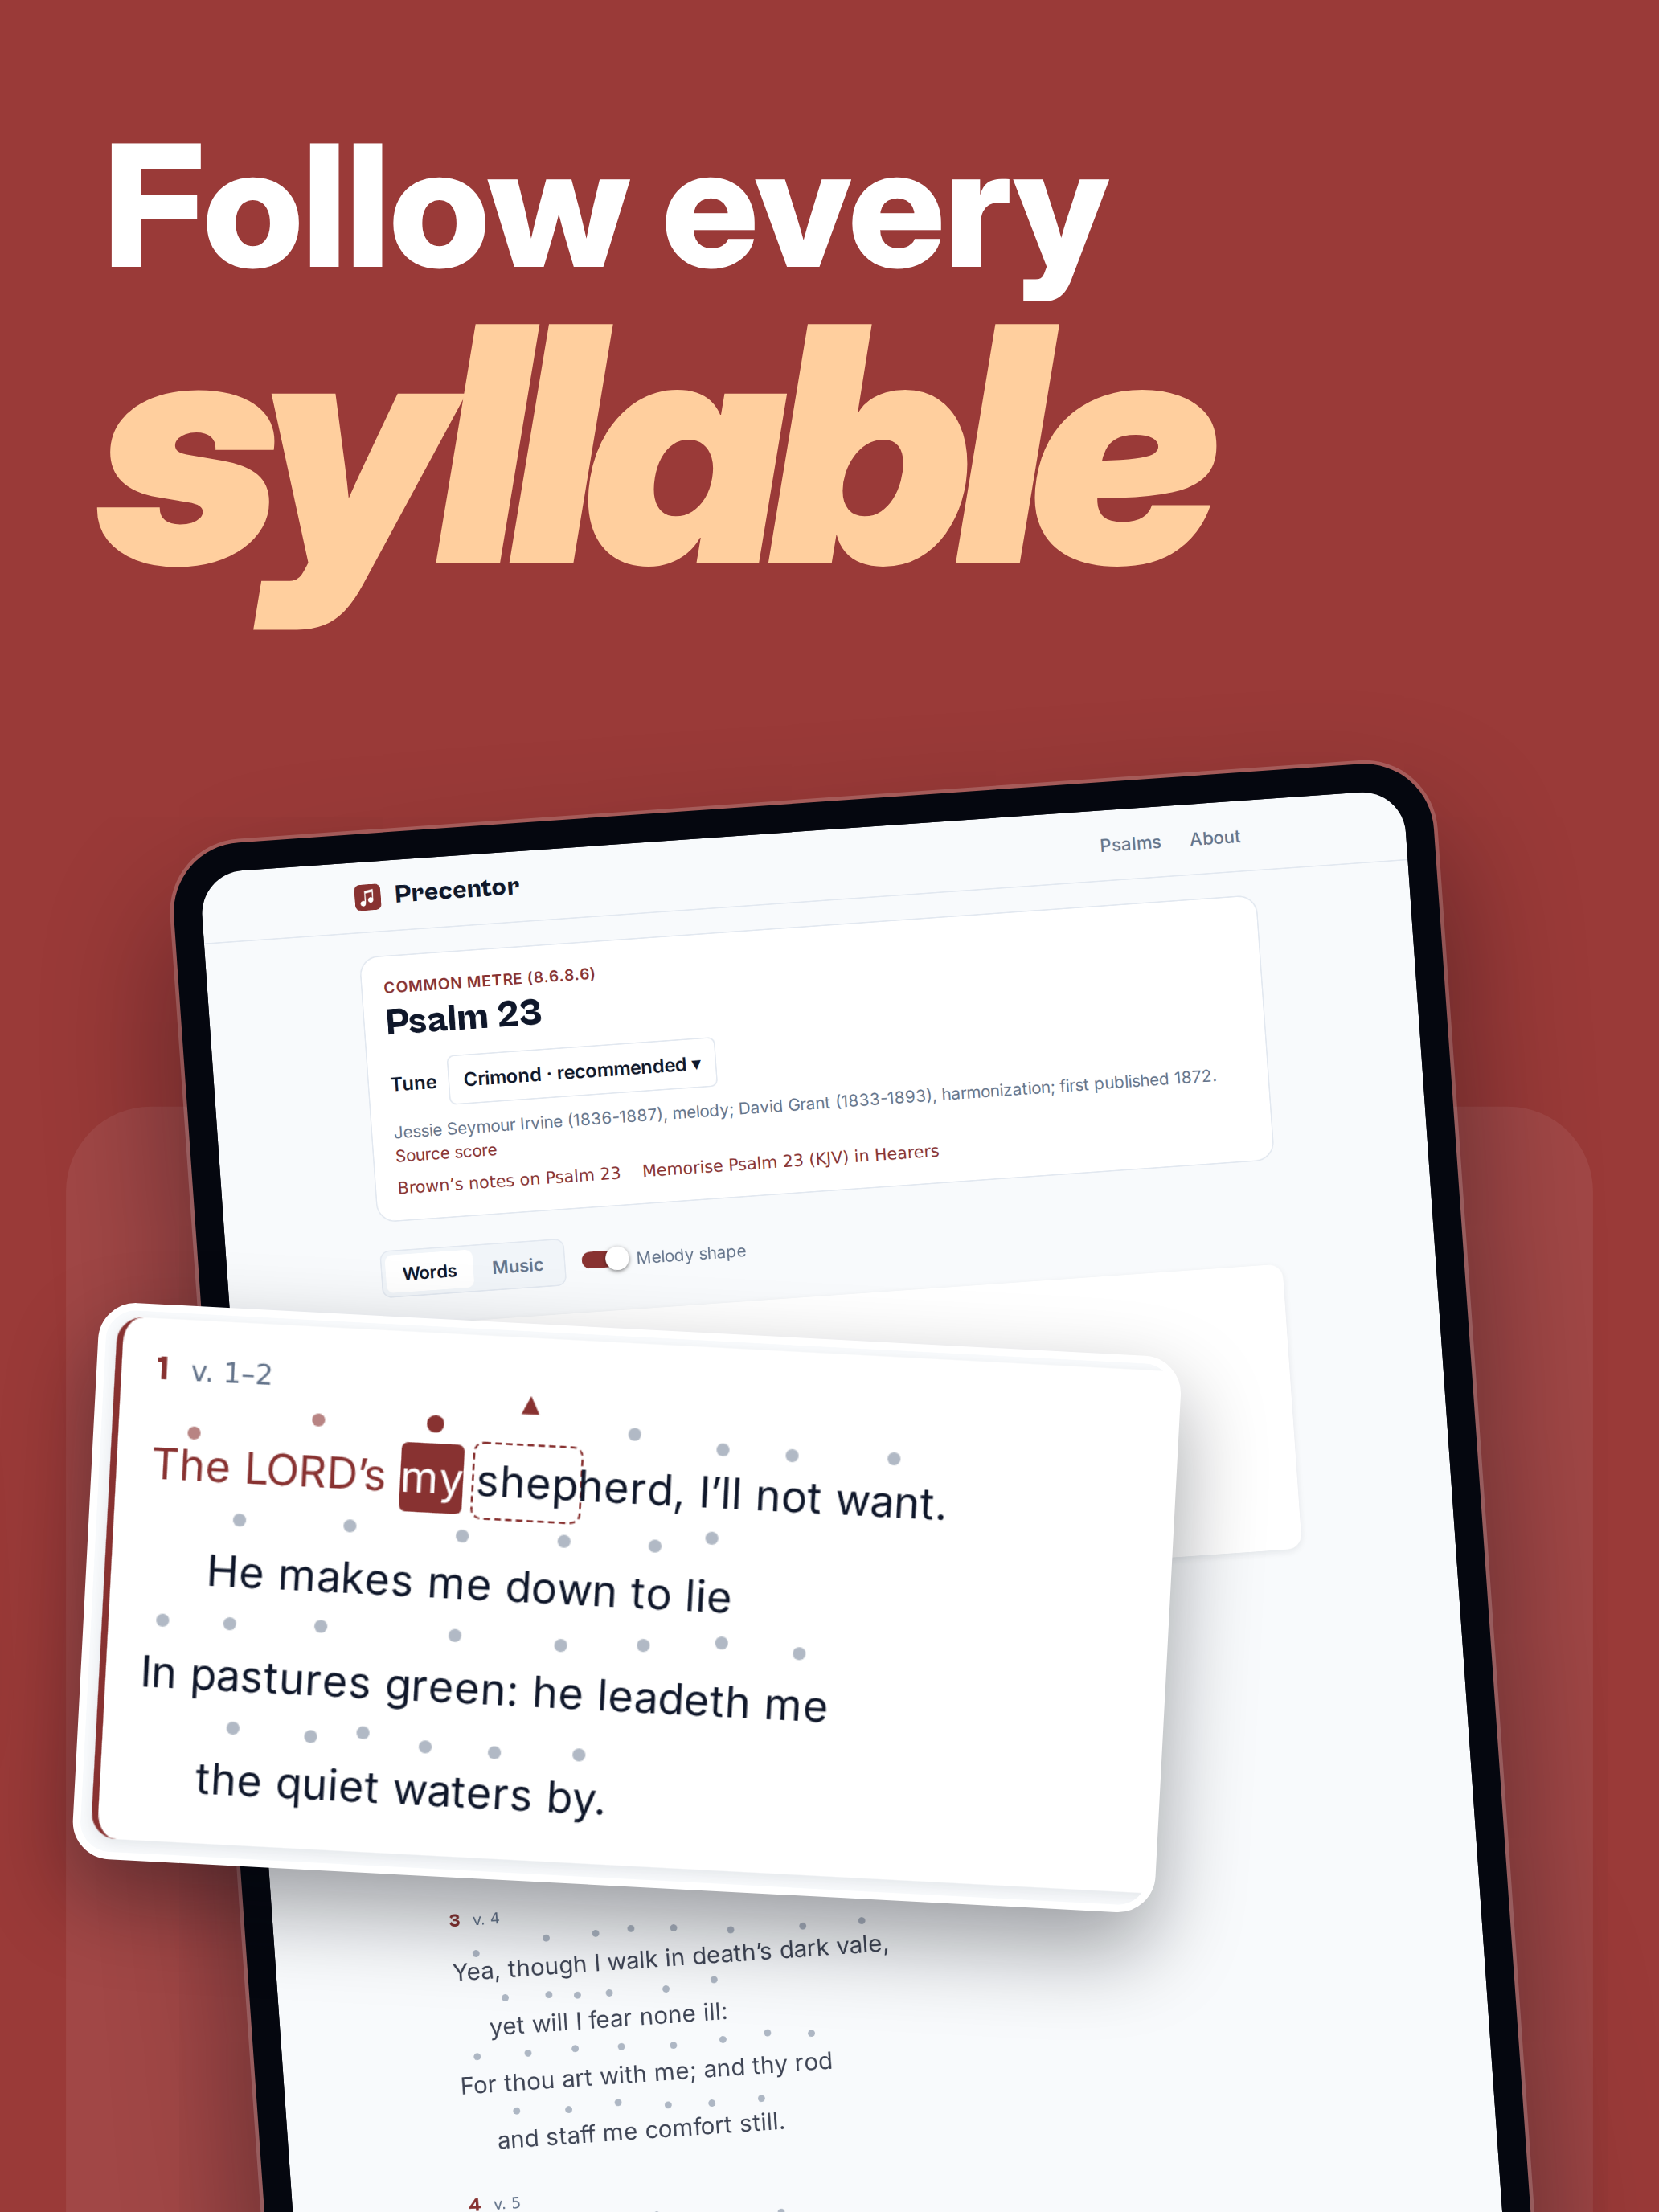 Follow every
syllable
Precentor
Psalms About
COMMON METRE (8.6.8.6)
Psalm 23
Tune Crimond · recommended ▾
Jessie Seymour Irvine (1836-1887), melody; David Grant (1833-1893), harmonization; first published 1872.
Source score
Brown’s notes on Psalm 23 Memorise Psalm 23 (KJV) in Hearers
Words Music Melody shape
1 v. 1–2
The LORD’s my shepherd, I’ll not want.
He makes me down to lie
In pastures green: he leadeth me
the quiet waters by.
3 v. 4
Yea, though I walk in death’s dark vale,
yet will I fear none ill:
For thou art with me; and thy rod
and staff me comfort still.
4 v. 5